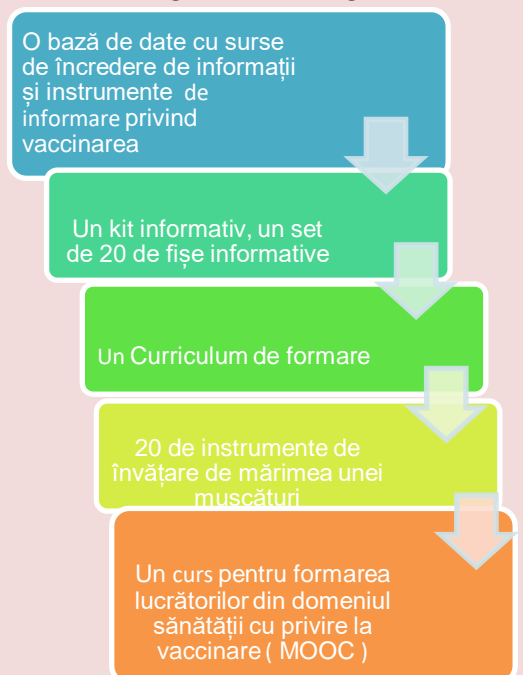 O bază de date cu surse
de încredere de informații
și instrumente de
informare privind
vaccinarea
Un kit informativ, un set
de 20 de fișe informative
Un Curriculum de formare
20 de instrumente de
învățare de mărimea unei
mușcături
Un curs pentru formarea
lucrătorilor din domeniul
sănătății cu privire la
vaccinare ( MOOC )